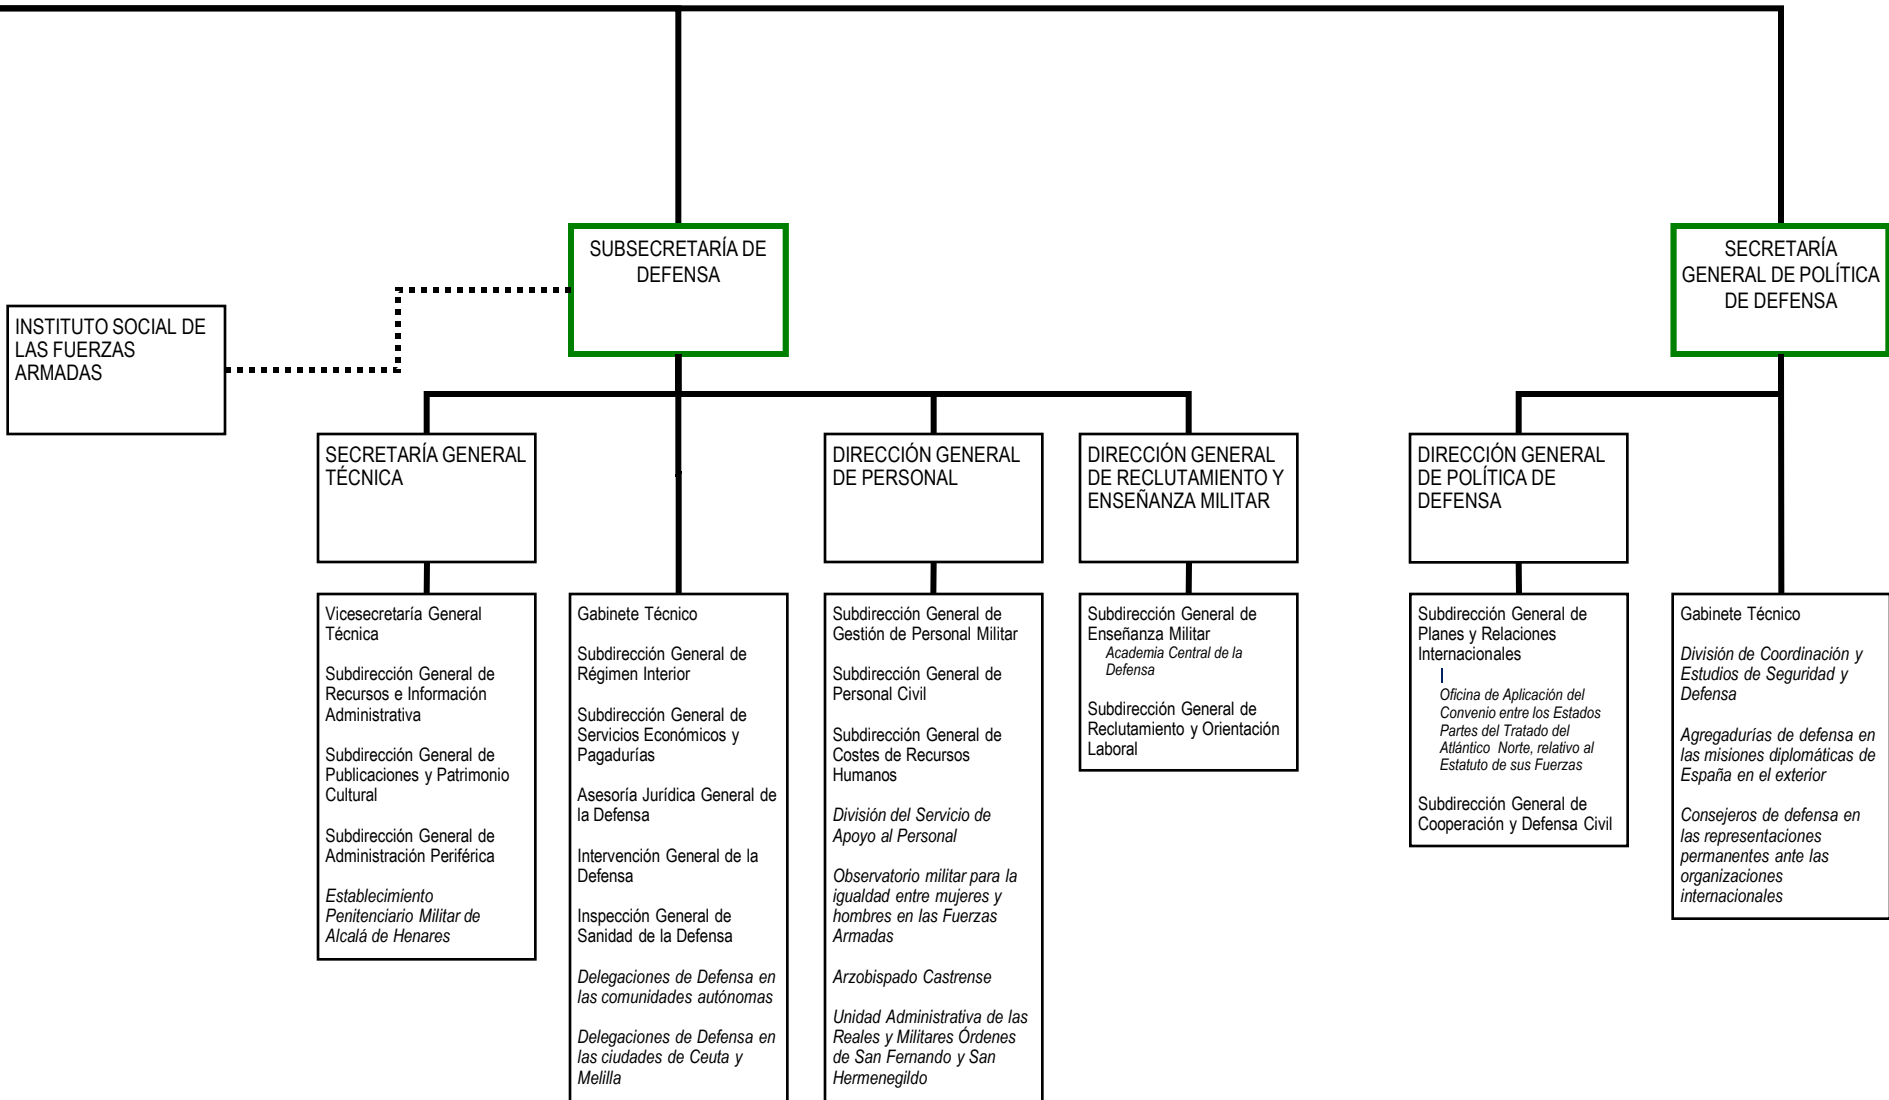 SUBSECRETARÍA DE
DEFENSA
SECRETARÍA
GENERAL DE POLÍTICA
DE DEFENSA
INSTITUTO SOCIAL DE
LAS FUERZAS
ARMADAS
SECRETARÍA GENERAL
TÉCNICA
DIRECCIÓN GENERAL
DE PERSONAL
DIRECCIÓN GENERAL
DE RECLUTAMIENTO Y
ENSEÑANZA MILITAR
DIRECCIÓN GENERAL
DE POLÍTICA DE
DEFENSA
Vicesecretaría General
Técnica
Subdirección General de
Recursos e Información
Administrativa
Subdirección General de
Publicaciones y Patrimonio
Cultural
Subdirección General de
Administración Periférica
Establecimiento
Penitenciario Militar de
Alcalá de Henares
Gabinete Técnico
Subdirección General de
Régimen Interior
Subdirección General de
Servicios Económicos y
Pagadurías
Asesoría Jurídica General de
la Defensa
Intervención General de la
Defensa
Inspección General de
Sanidad de la Defensa
Delegaciones de Defensa en
las comunidades autónomas
Delegaciones de Defensa en
las ciudades de Ceuta y
Melilla
Subdirección General de
Gestión de Personal Militar
Subdirección General de
Personal Civil
Subdirección General de
Costes de Recursos
Humanos
División del Servicio de
Apoyo al Personal
Observatorio militar para la
igualdad entre mujeres y
hombres en las Fuerzas
Armadas
Arzobispado Castrense
Unidad Administrativa de las
Reales y Militares Órdenes
de San Fernando y San
Hermenegildo
Subdirección General de
Enseñanza Militar
Academia Central de la
Defensa
Subdirección General de
Reclutamiento y Orientación
Laboral
Subdirección General de
Planes y Relaciones
Internacionales
Oficina de Aplicación del
Convenio entre los Estados
Partes del Tratado del
Atlántico Norte, relativo al
Estatuto de sus Fuerzas
Subdirección General de
Cooperación y Defensa Civil
Gabinete Técnico
División de Coordinación y
Estudios de Seguridad y
Defensa
Agregadurías de defensa en
las misiones diplomáticas de
España en el exterior
Consejeros de defensa en
las representaciones
permanentes ante las
organizaciones
internacionales